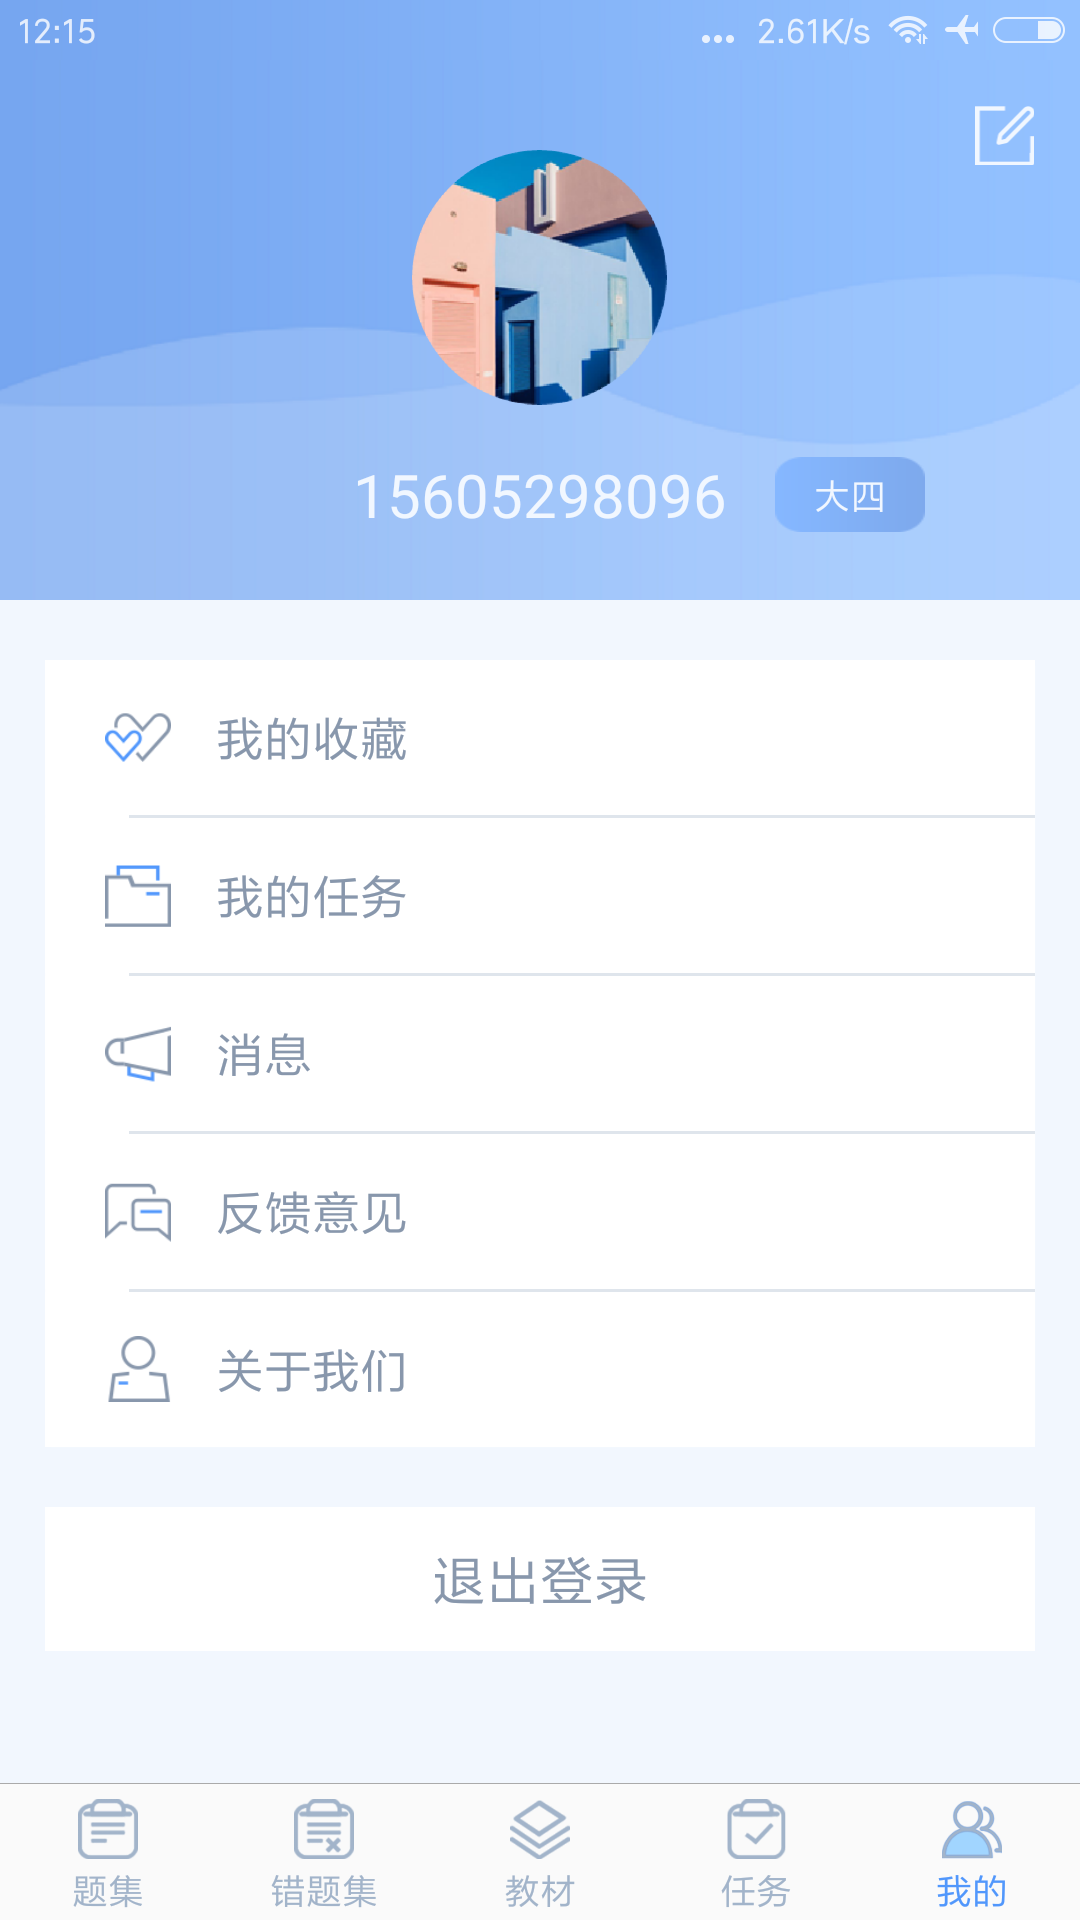 12:15 ... 2.61K/s
15605298096 大四
我的收藏
我的任务
消息
反馈意见
关于我们
退出登录
题集 错题集 教材 任务 我的